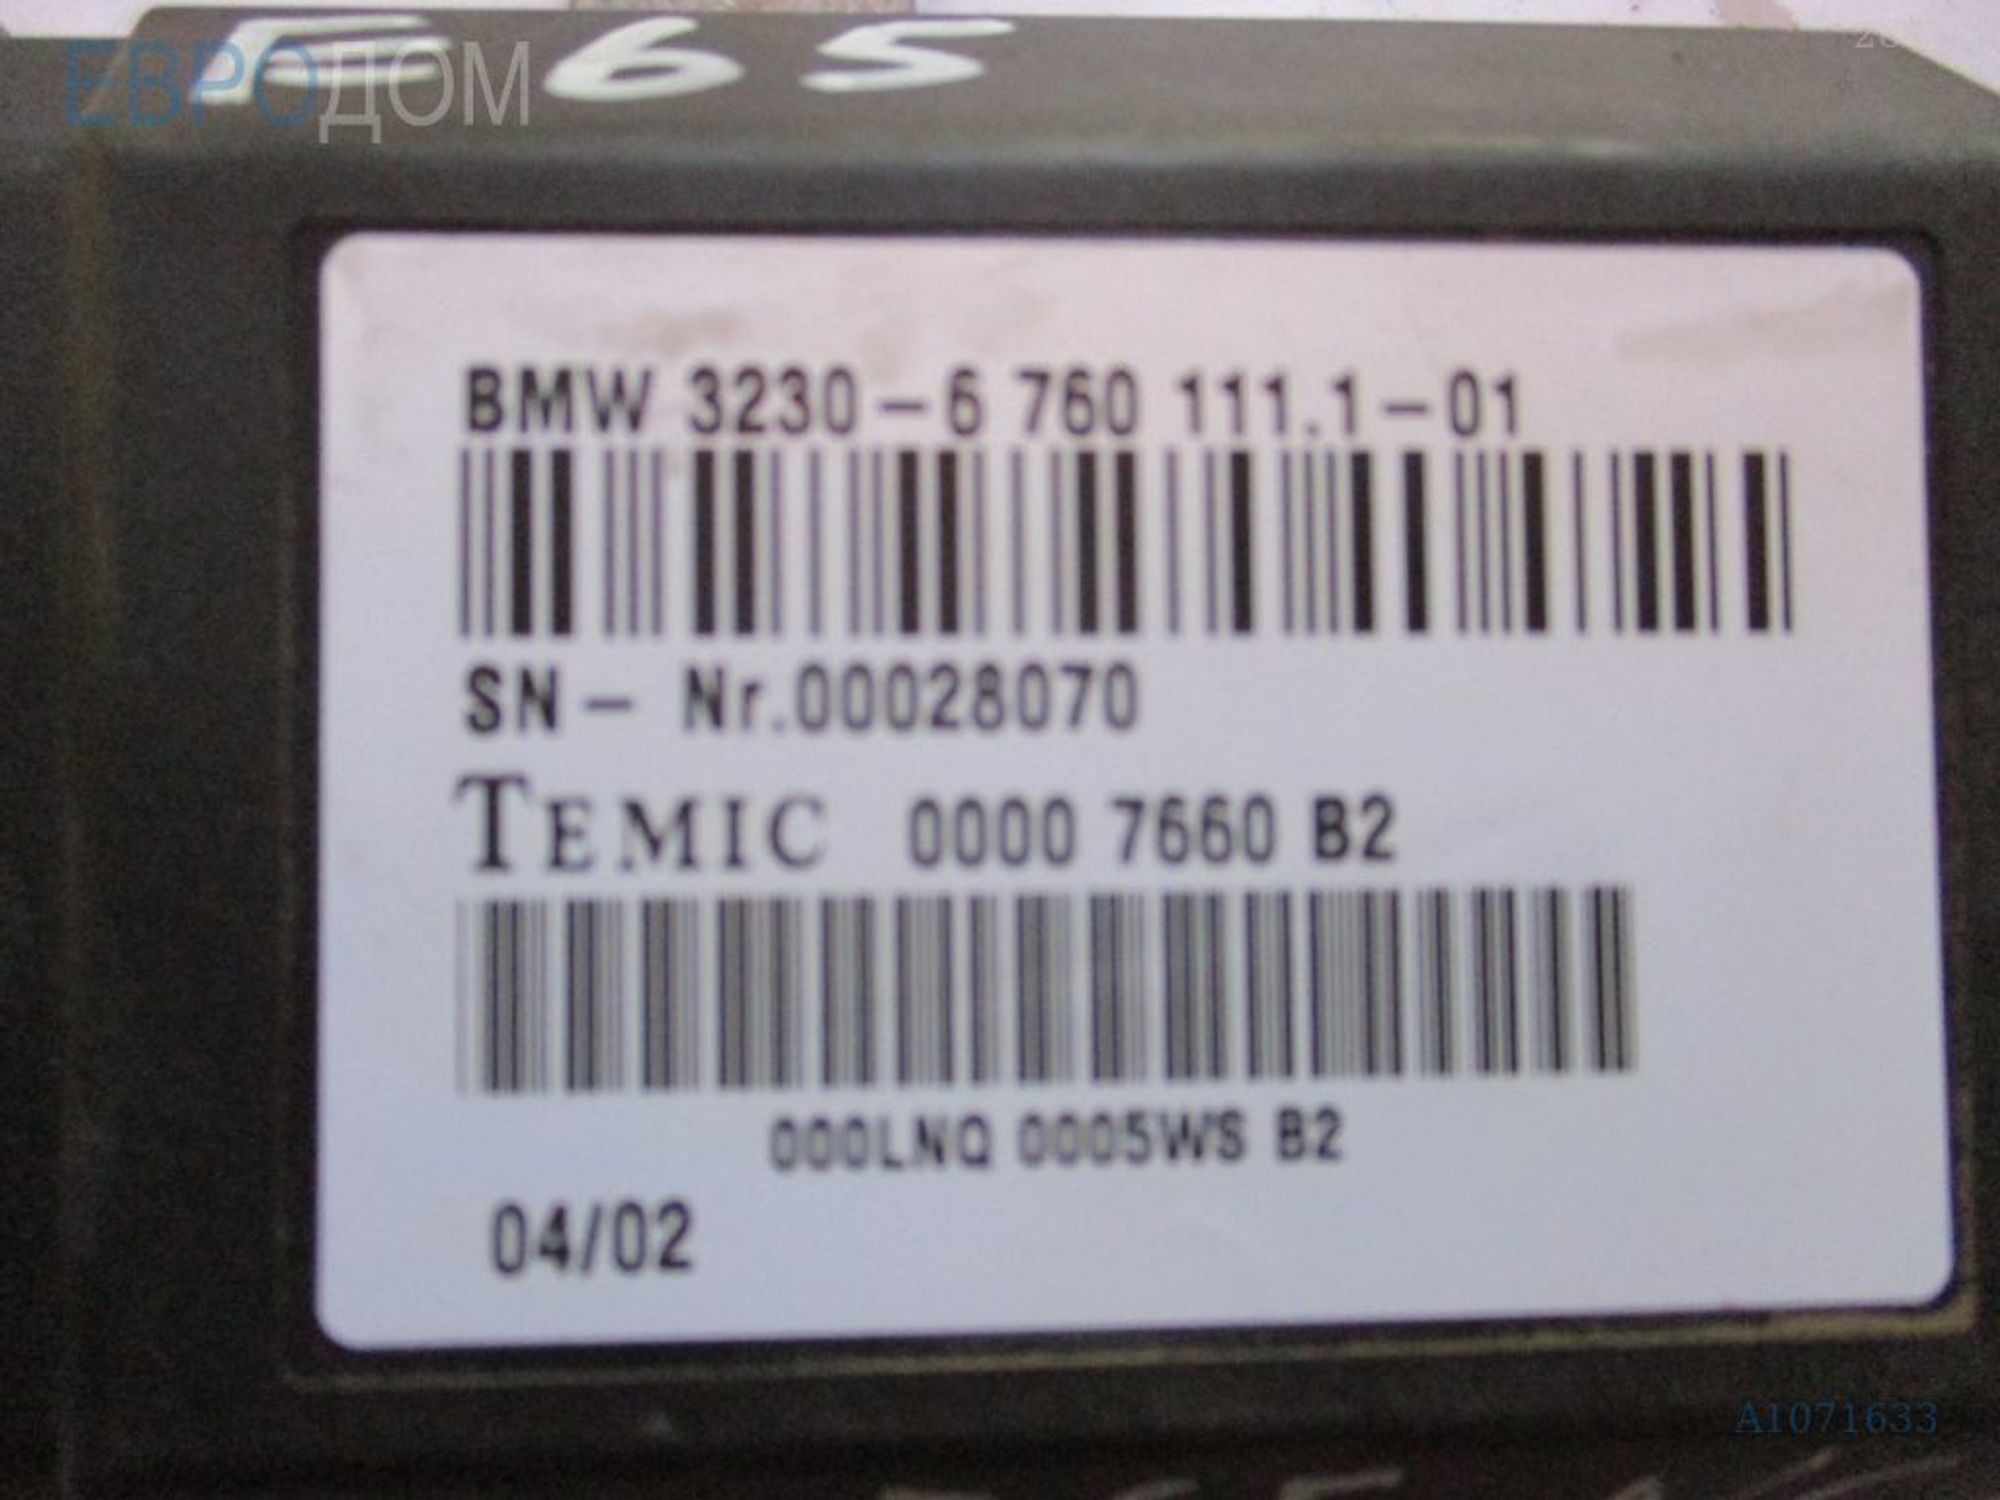 E65
ЕВРОДОМ
BMW 3230-6 760 111.1-01
SN- Nr.00028070
TEMIC 0000 7660 B2
000LNQ 0005WS B2
04/02
A1071633